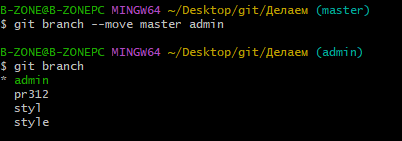 B-ZONE@B-ZONEPC MINGW64 ~/Desktop/git/Делаем (master)
$ git branch --move master admin
B-ZONE@B-ZONEPC MINGW64 ~/Desktop/git/Делаем (admin)
$ git branch
* admin
pr312
styl
style